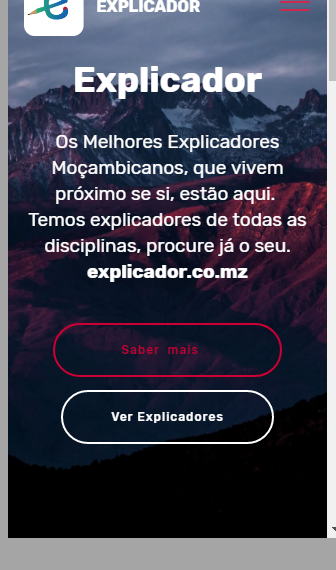 EXPLICADOR
Explicador
Os Melhores Explicadores
Moçambicanos, que vivem
próximo se si, estão aqui.
Temos explicadores de todas as
disciplinas, procure já o seu.
explicador.co.mz
Saber mais
Ver Explicadores